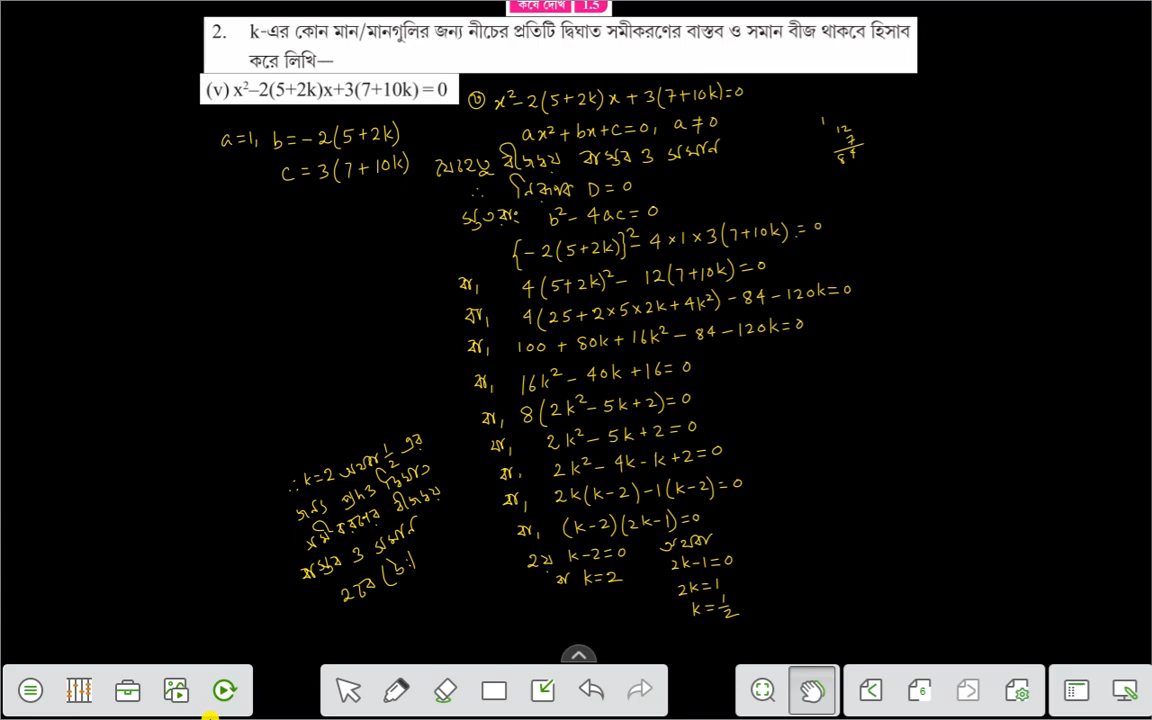 কষে দেখি 1.5
2. k-এর কোন মান/মানগুলির জন্য নীচের প্রতিটি দ্বিঘাত সমীকরণের বাস্তব ও সমান বীজ থাকবে হিসাব
করে লিখি—
(v) x²–2(5+2k)x+3(7+10k) = 0
x²-2(5+2k)x+3(7+10k)=0
a=1, b=-2(5+2k)
c=3(7+10k)
ax²+bx+c=0, a≠0
যেহেতু বীজদ্বয় বাস্তব ও সমান
∴ নিরূপক D=0
সুতরাং b²-4ac=0
{-2(5+2k)}²-4×1×3(7+10k)=0
বা, 4(5+2k)²-12(7+10k)=0
বা, 4(25+2×5×2k+4k²)-84-120k=0
বা, 100+80k+16k²-84-120k=0
বা, 16k²-40k+16=0
বা, 8(2k²-5k+2)=0
বা, 2k²-5k+2=0
বা, 2k²-4k-k+2=0
বা, 2k(k-2)-1(k-2)=0
বা, (k-2)(2k-1)=0
হয় k-2=0 অথবা
বা k=2 2k-1=0
2k=1
k=1/2
∴ k=2 অথবা 1/2 এর
জন্য প্রদত্ত দ্বিঘাত
সমীকরণের বীজদ্বয়
বাস্তব ও সমান
হবে (উঃ)
1
12
7
84
6